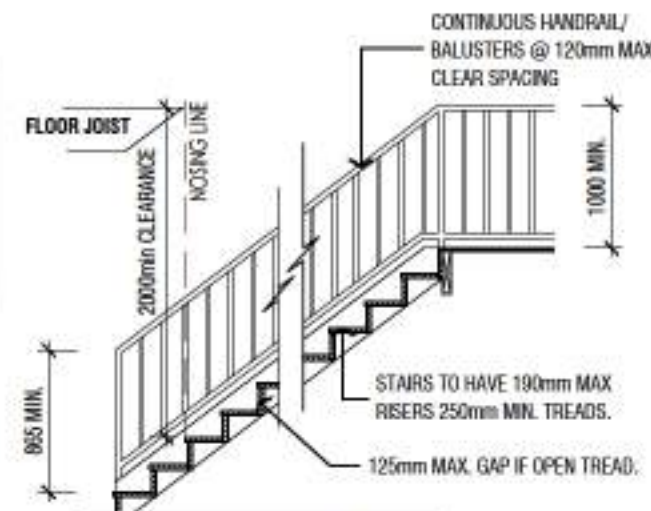 CONTINUOUS HANDRAIL/
BALUSTERS @ 120mm MAX
CLEAR SPACING
FLOOR JOIST
2000min CLEARANCE
NOSING LINE
1000 MIN.
865 MIN.
STAIRS TO HAVE 190mm MAX
RISERS 250mm MIN. TREADS.
125mm MAX. GAP IF OPEN TREAD.